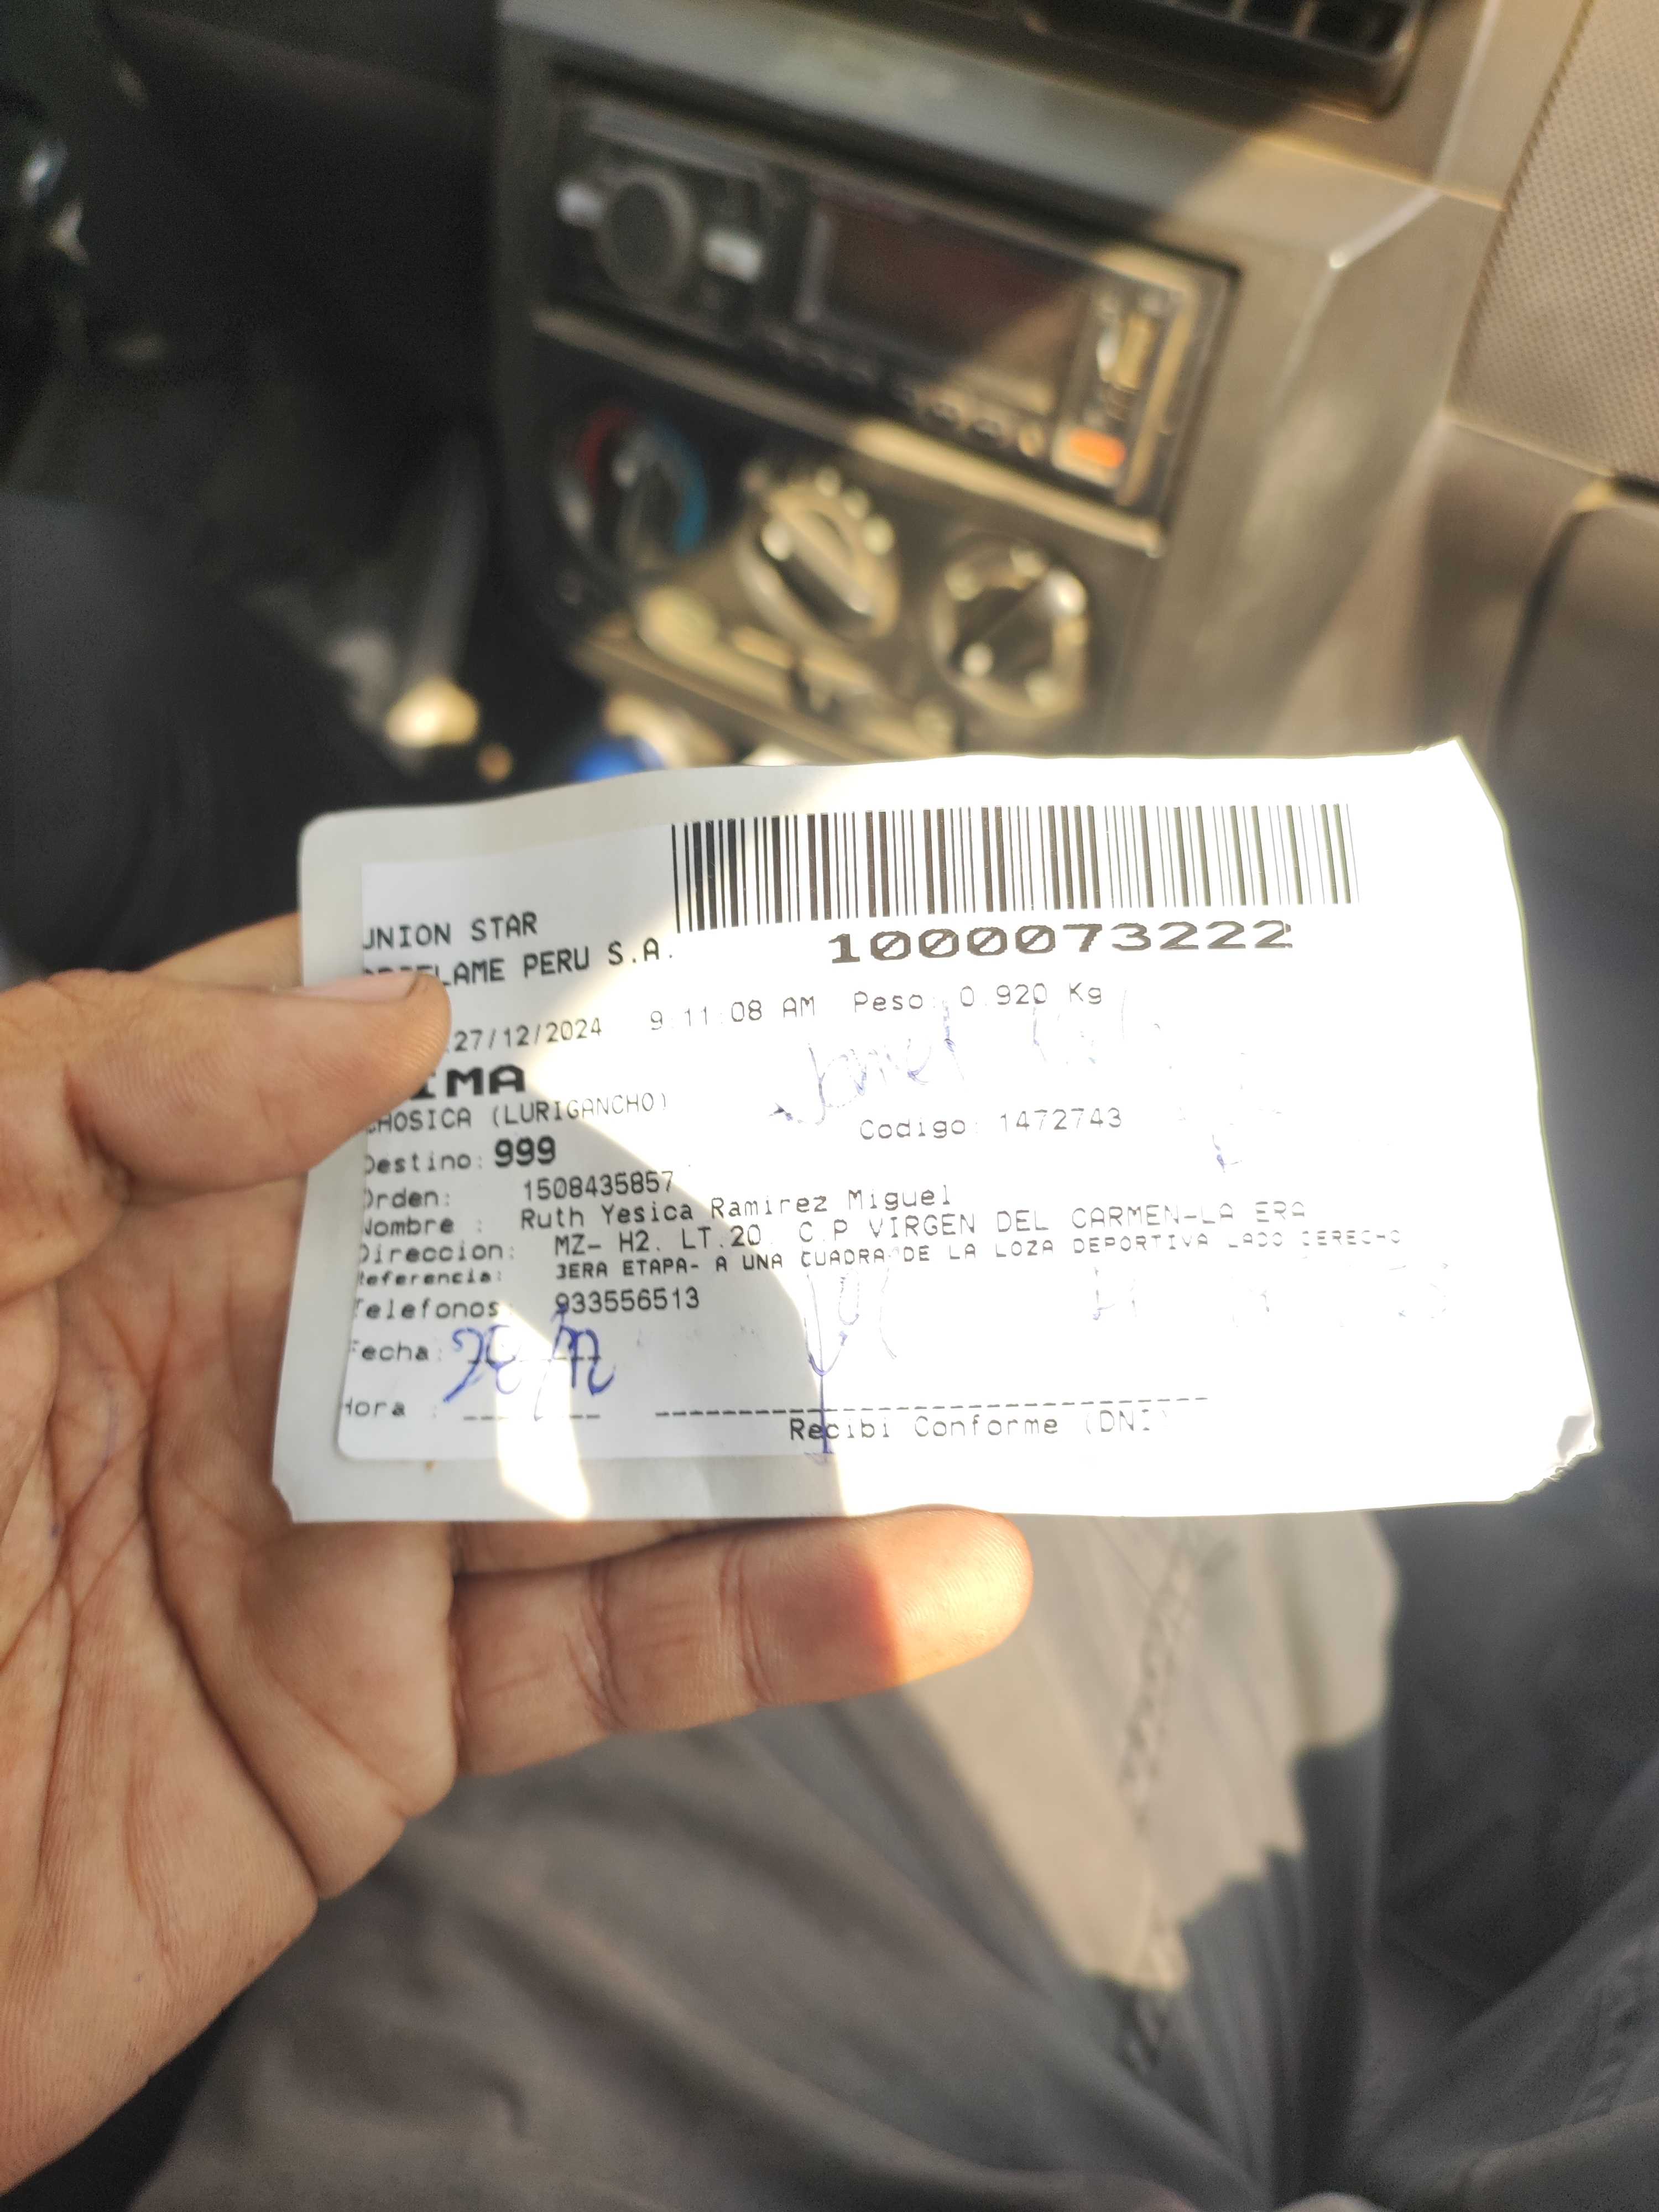 UNION STAR
LAME PERU S.A.
1000073222
27/12/2024 9:11:08 AM Peso: 0.920 Kg
IMA
CHOSICA (LURIGANCHO)
Codigo: 1472743
Destino: 999
Orden: 1508435857
Nombre : Ruth Yesica Ramirez Miguel
Direccion: MZ- H2. LT.20. C.P VIRGEN DEL CARMEN-LA ERA
Referencia: 3ERA ETAPA- A UNA CUADRA DE LA LOZA DEPORTIVA LADO DERECHO
Telefonos: 933556513
Fecha:
Hora :
Recibi Conforme (DNI